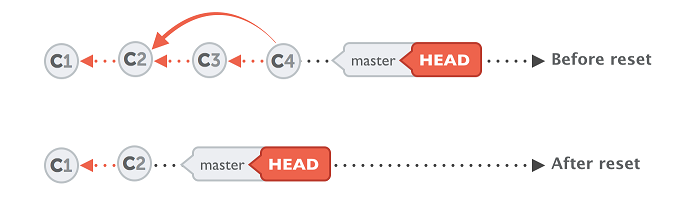 C1 C2 C3 C4 master HEAD Before reset
C1 C2 master HEAD After reset